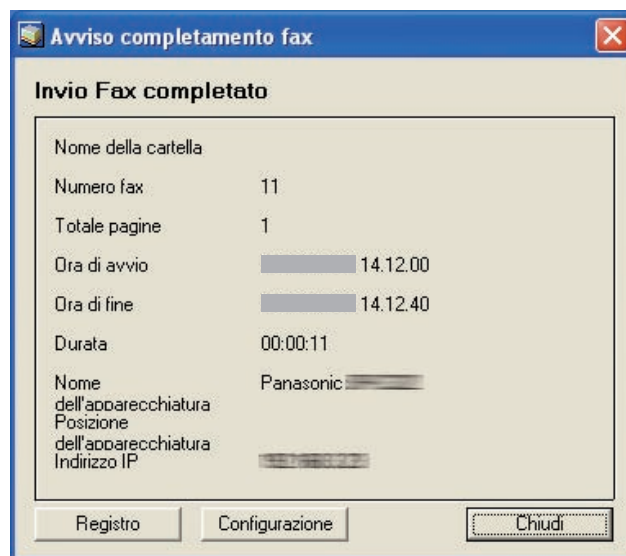 Avviso completamento fax
Invio Fax completato
Nome della cartella
Numero fax 11
Totale pagine 1
Ora di avvio 14.12.00
Ora di fine 14.12.40
Durata 00:00:11
Nome Panasonic
dell'apparecchiatura
Posizione
dell'apparecchiatura
Indirizzo IP
Registro Configurazione Chiudi